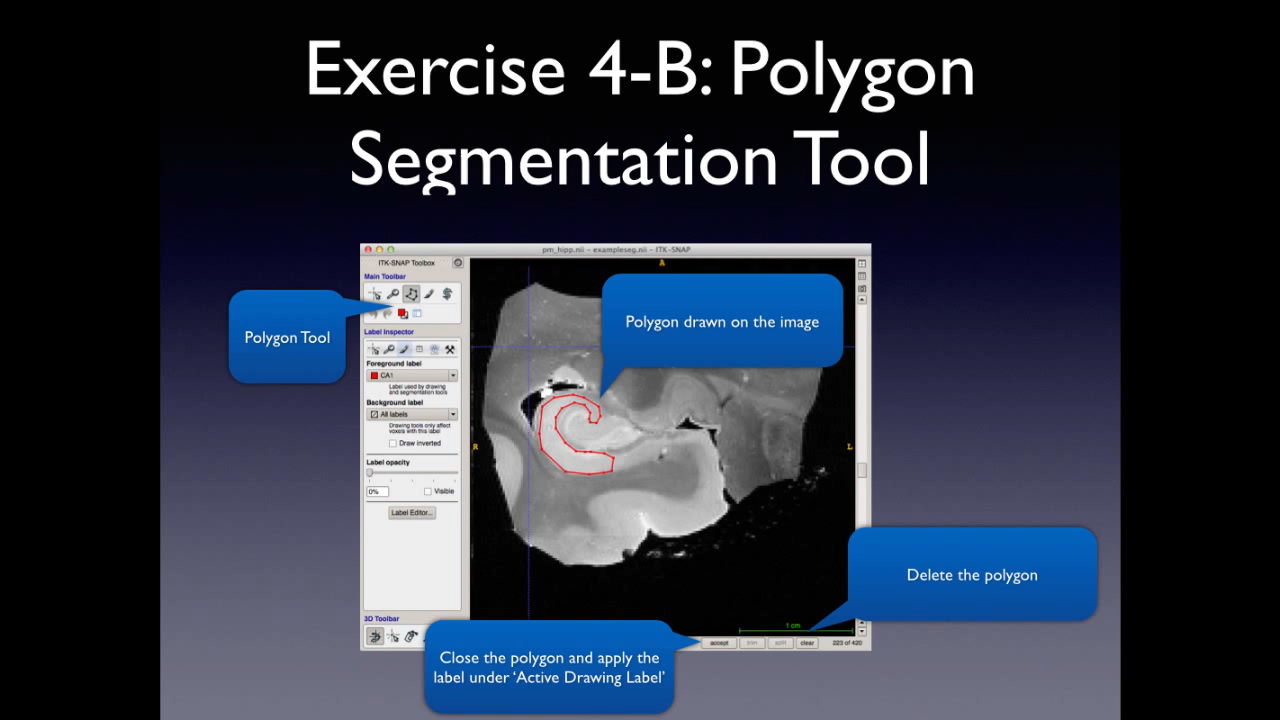 Exercise 4-B: Polygon
Segmentation Tool
pm_hipp.nii - exampleseg.nii - ITK-SNAP
ITK-SNAP Toolbox
Main Toolbar
A
Polygon Tool
Polygon drawn on the image
Label Inspector
Foreground label
CA1
Label used by drawing
and segmentation tools
Background label
All labels
Drawing tools only affect
voxels with this label
Draw inverted
R
L
Label opacity
0%
Visible
Label Editor...
Delete the polygon
3D Toolbar
1 cm
accept
clear
223 of 420
Close the polygon and apply the
label under ‘Active Drawing Label’